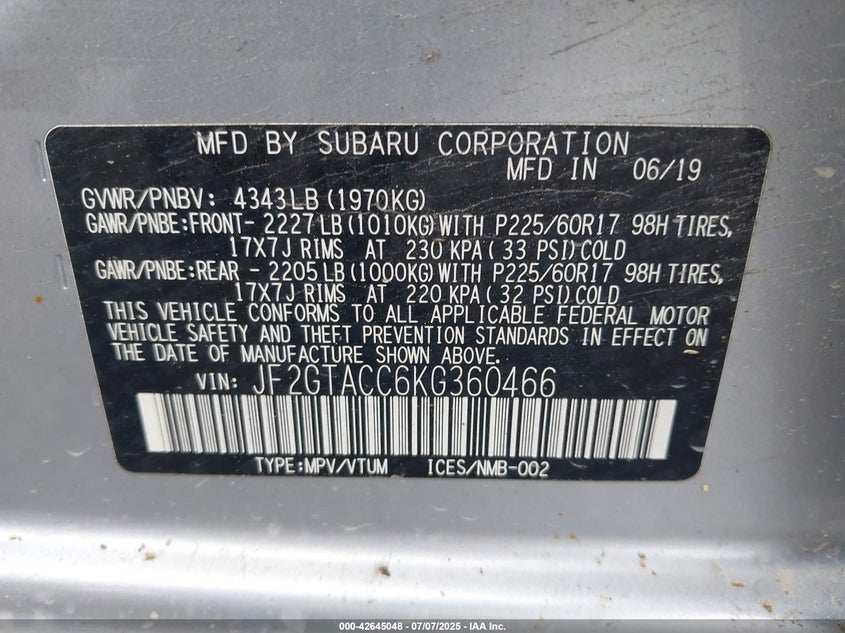 MFD BY SUBARU CORPORATION
MFD IN 06/19
GVWR/PNBV: 4343LB(1970KG)
GAWR/PNBE:FRONT- 2227LB(1010KG)WITH P225/60R17 98H TIRES,
17X7J RIMS AT 230 KPA( 33 PSI)COLD
GAWR/PNBE:REAR - 2205LB(1000KG)WITH P225/60R17 98H TIRES,
17X7J RIMS AT 220 KPA( 32 PSI)COLD
THIS VEHICLE CONFORMS TO ALL APPLICABLE FEDERAL MOTOR
VEHICLE SAFETY AND THEFT PREVENTION STANDARDS IN EFFECT ON
THE DATE OF MANUFACTURE SHOWN ABOVE.
VIN: JF2GTACC6KG360466
TYPE:MPV/VTUM ICES/NMB-002
000-42645048 - 07/07/2025 - IAA Inc.